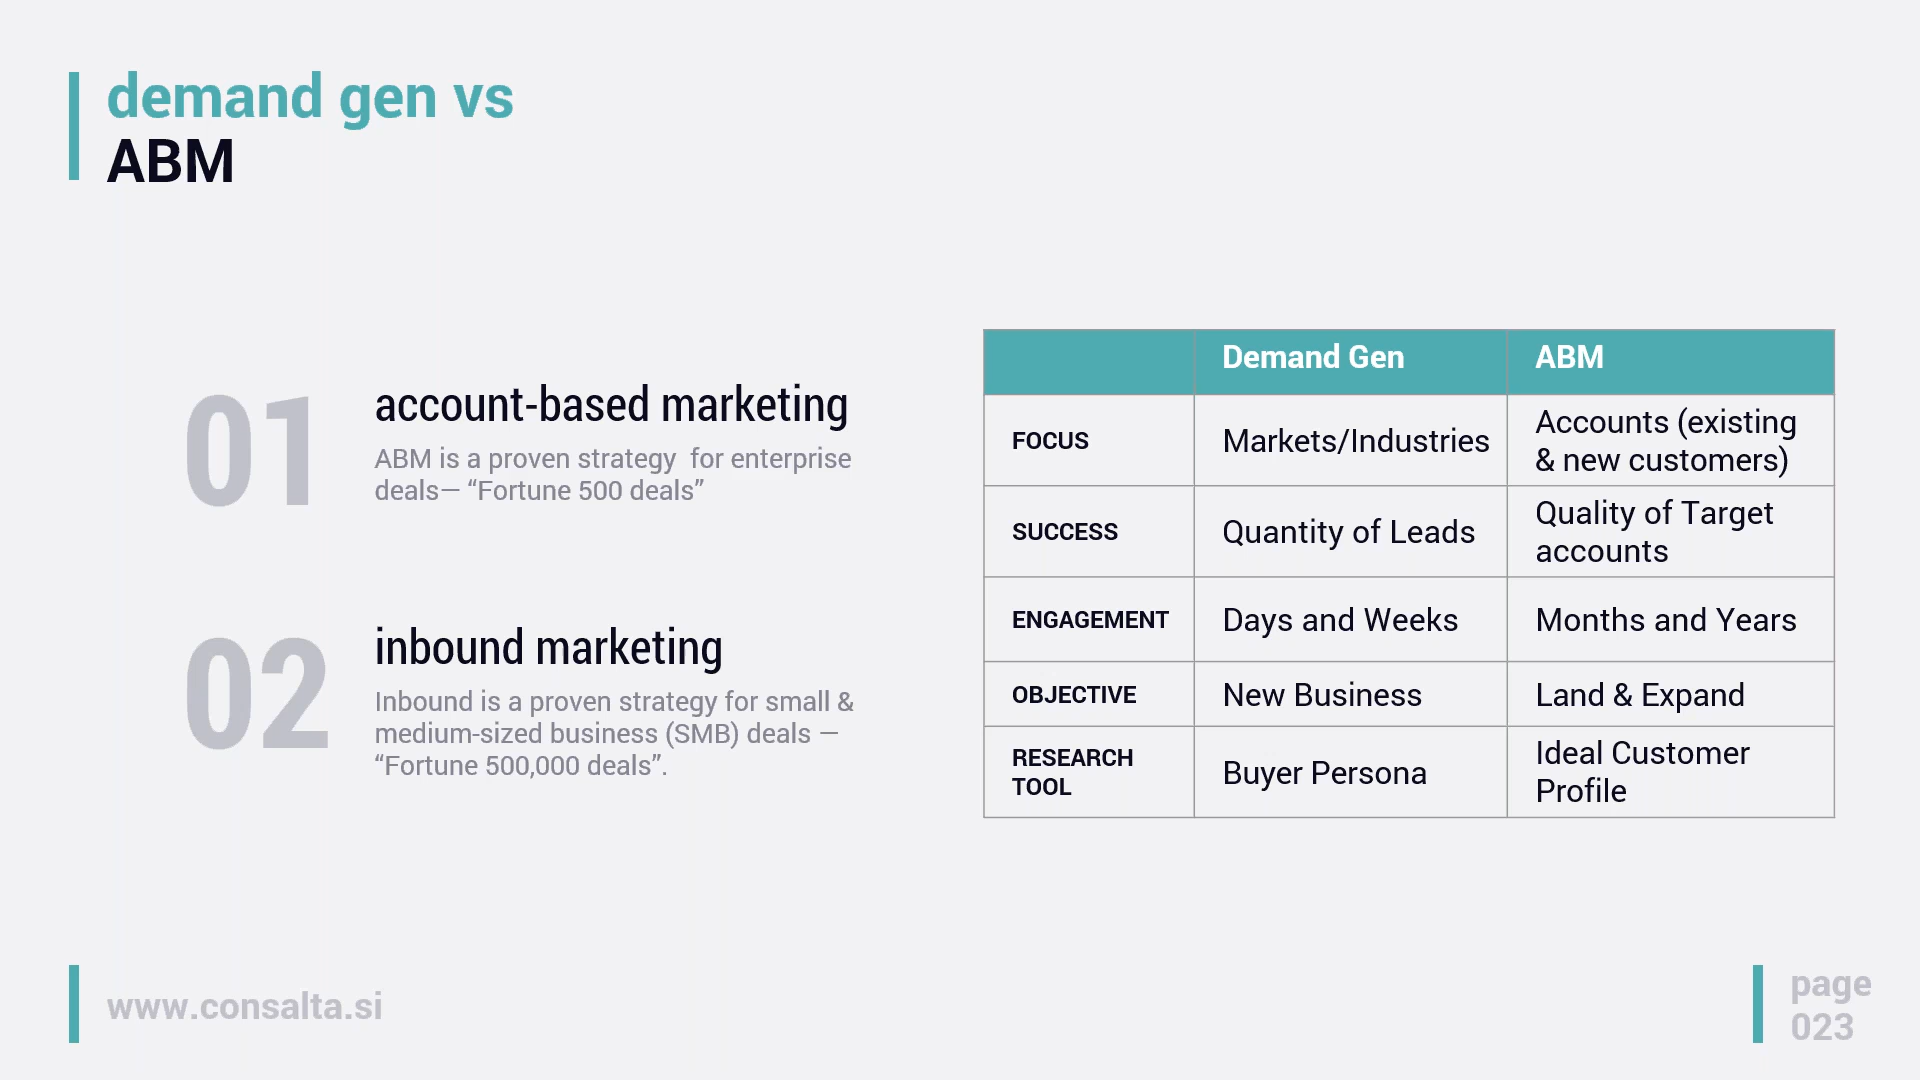 demand gen vs
ABM
01
account-based marketing
ABM is a proven strategy  for enterprise
deals— “Fortune 500 deals”
02
inbound marketing
Inbound is a proven strategy for small &
medium-sized business (SMB) deals —
“Fortune 500,000 deals”.
Demand Gen ABM
FOCUS Markets/Industries Accounts (existing
& new customers)
SUCCESS Quantity of Leads Quality of Target
accounts
ENGAGEMENT Days and Weeks Months and Years
OBJECTIVE New Business Land & Expand
RESEARCH
TOOL Buyer Persona Ideal Customer
Profile
www.consalta.si
page
023